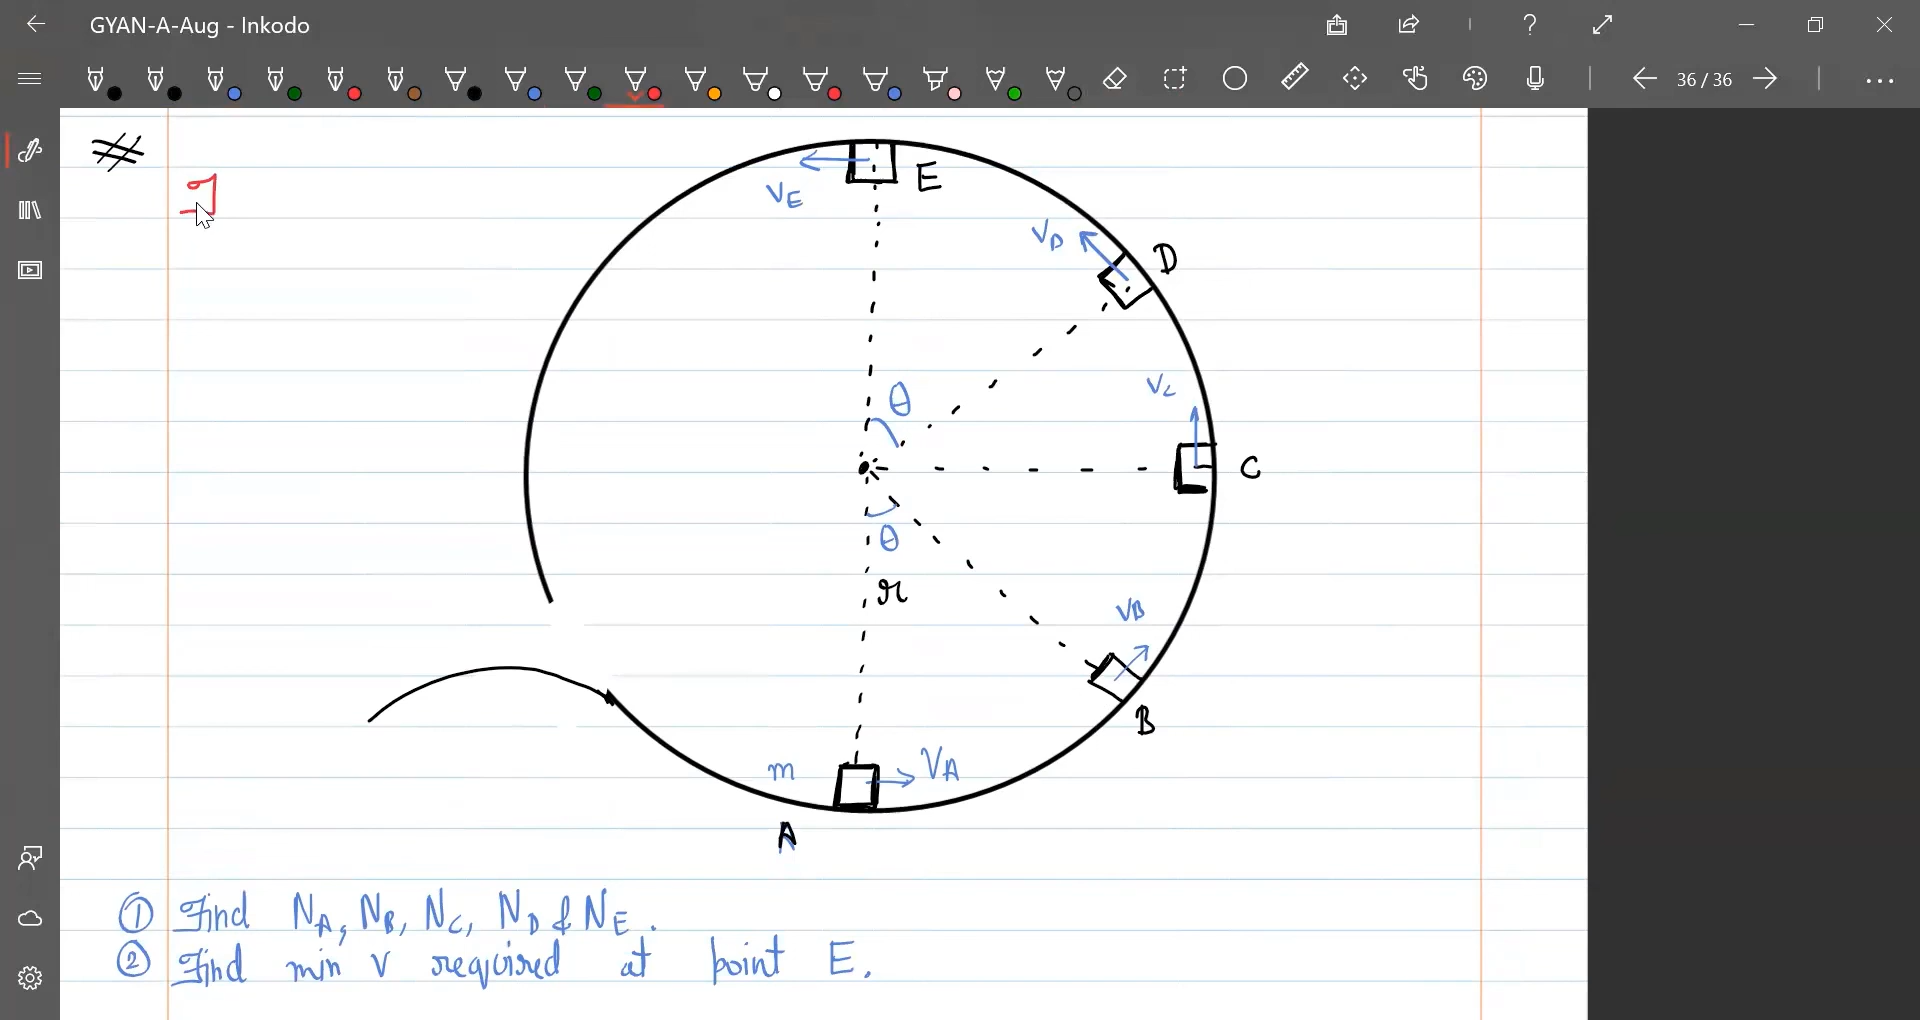 GYAN-A-Aug - Inkodo
?
36 / 36
E
VE
VD
D
θ
VC
C
θ
r
VB
B
m
VA
A
① Find NA, NB, NC, ND & NE.
② Find min v required at point E.